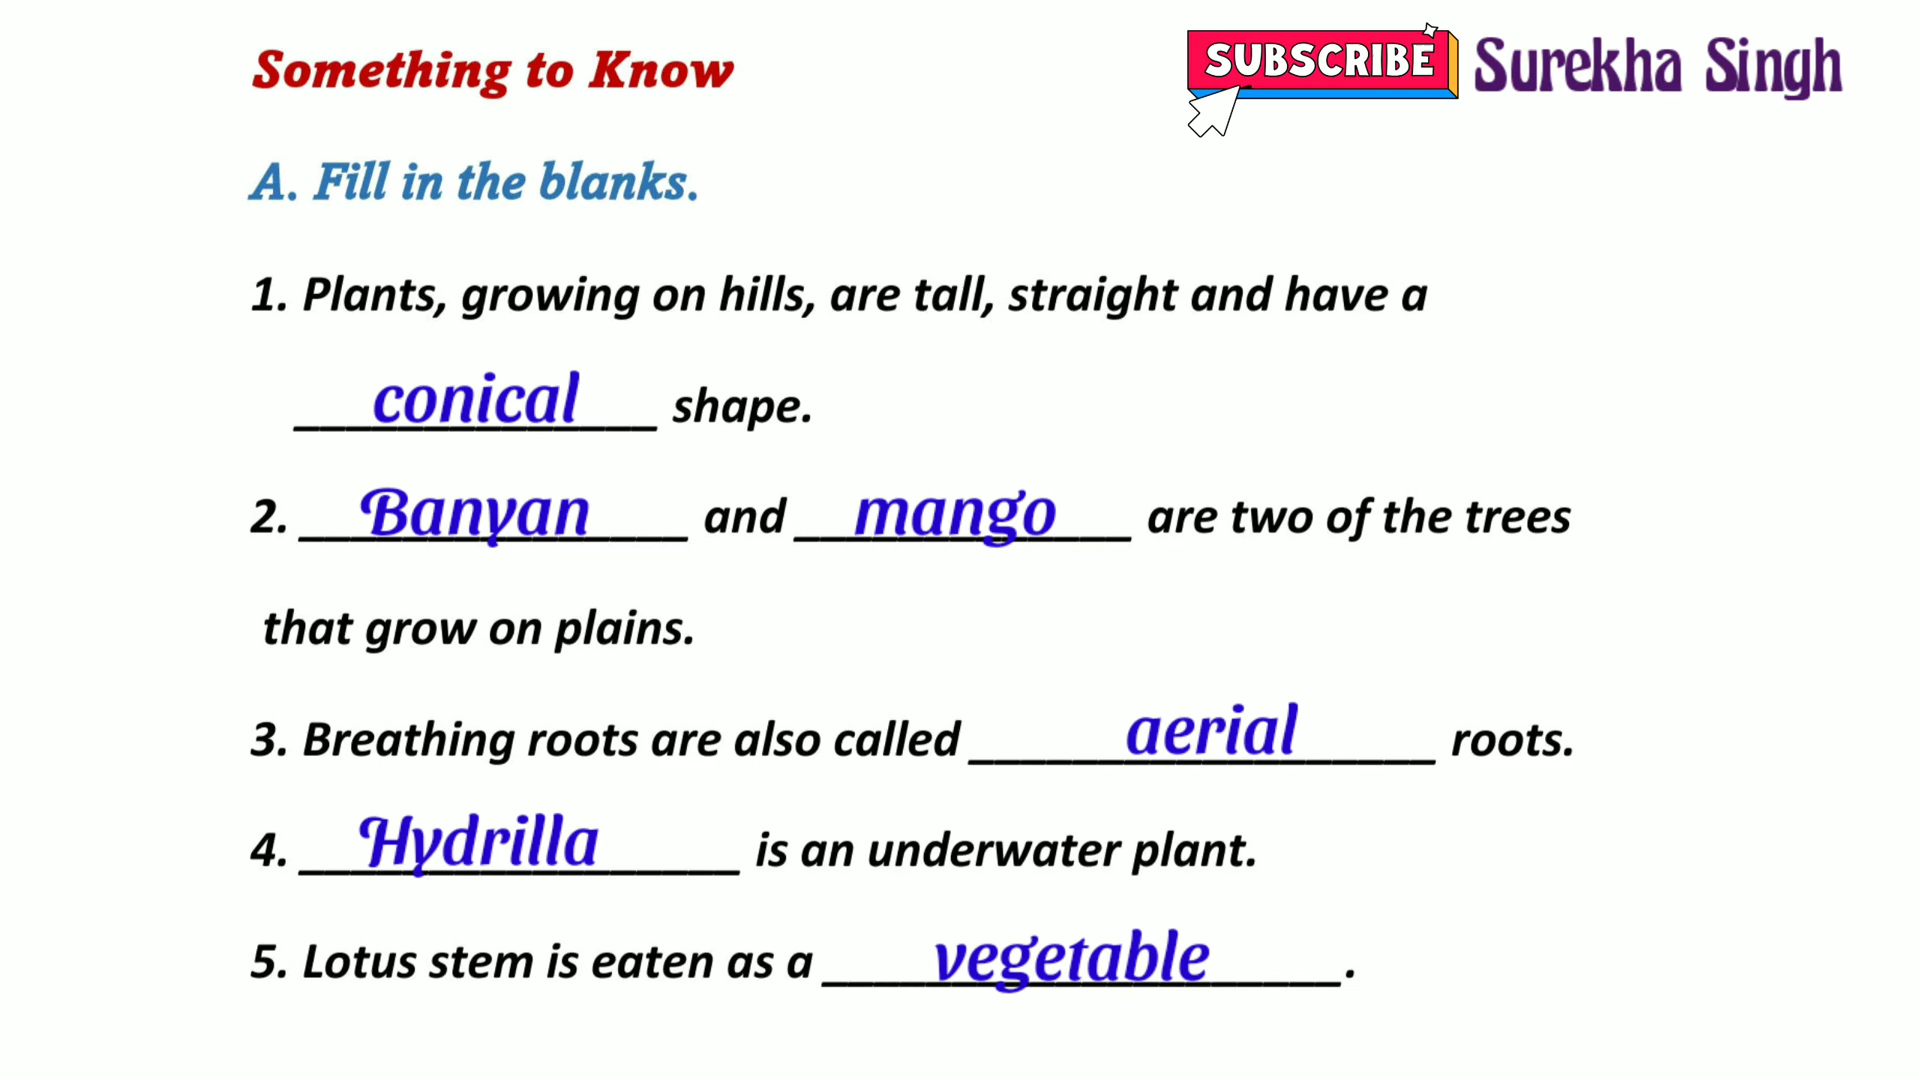 Something to Know
SUBSCRIBE Surekha Singh
A. Fill in the blanks.
1. Plants, growing on hills, are tall, straight and have a
conical shape.
2. Banyan and mango are two of the trees
that grow on plains.
3. Breathing roots are also called aerial roots.
4. Hydrilla is an underwater plant.
5. Lotus stem is eaten as a vegetable.